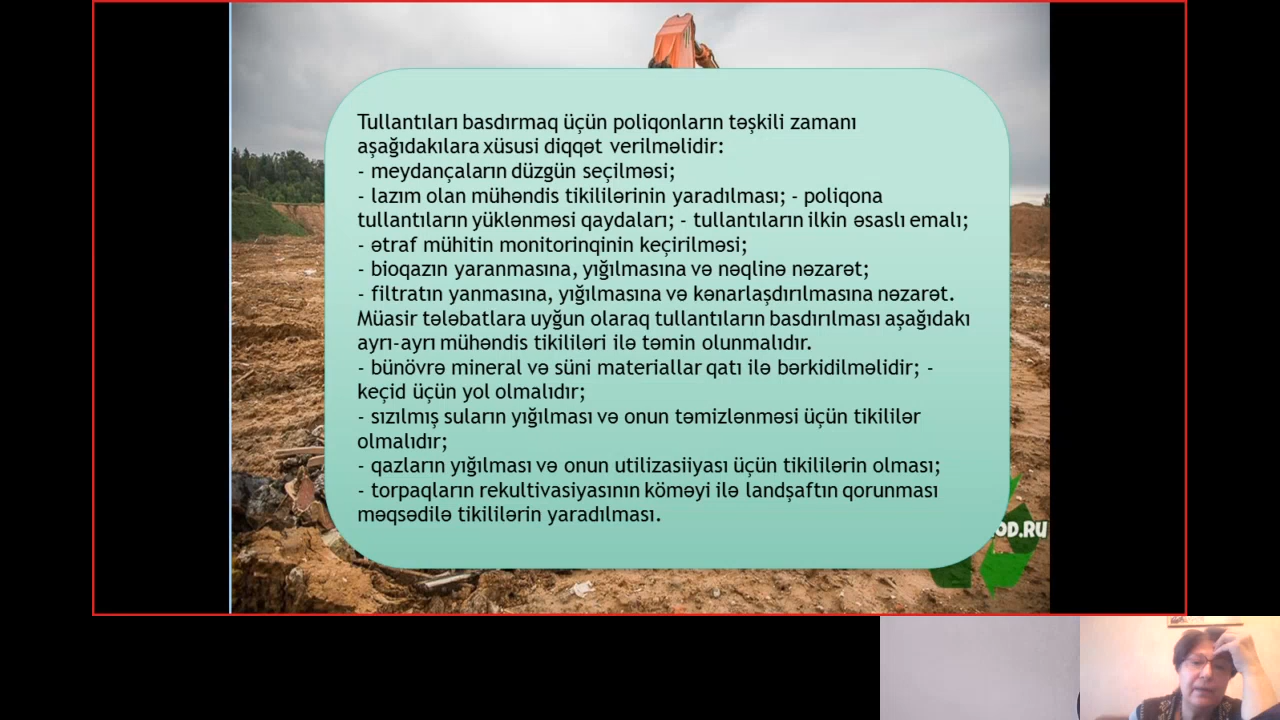 Tullantıları basdırmaq üçün poliqonların təşkili zamanı
aşağıdakılara xüsusi diqqət verilməlidir:
- meydançaların düzgün seçilməsi;
- lazım olan mühəndis tikililərinin yaradılması; - poliqona
tullantıların yüklənməsi qaydaları; - tullantıların ilkin əsaslı emalı;
- ətraf mühitin monitorinqinin keçirilməsi;
- bioqazın yaranmasına, yığılmasına və nəqlinə nəzarət;
- filtratın yanmasına, yığılmasına və kənarlaşdırılmasına nəzarət.
Müasir tələbatlara uyğun olaraq tullantıların basdırılması aşağıdakı
ayrı-ayrı mühəndis tikililəri ilə təmin olunmalıdır.
- bünövrə mineral və süni materiallar qatı ilə bərkidilməlidir; -
keçid üçün yol olmalıdır;
- sızılmış suların yığılması və onun təmizlənməsi üçün tikililər
olmalıdır;
- qazların yığılması və onun utilizasiiyası üçün tikililərin olması;
- torpaqların rekultivasiyasının köməyi ilə landşaftın qorunması
məqsədilə tikililərin yaradılması.
OD.RU